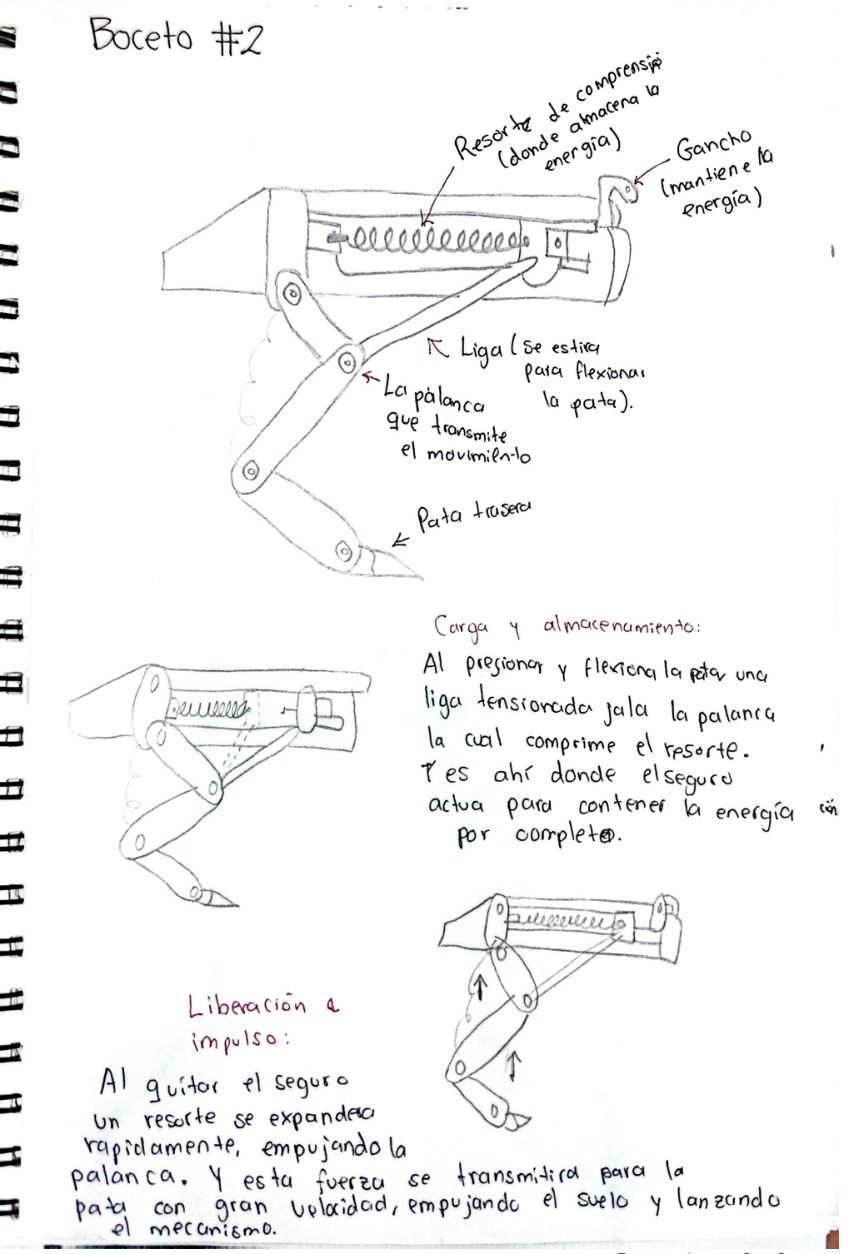 Boceto #2
Resorte de comprensió
(donde almacena la
energía)
Gancho
(mantiene la
energía)
Liga (se estira
para flexionar
la pata).
La pálanca
que transmite
el movimiento
Pata trasera
Carga y almacenamiento:
Al presionar y flexiona la pata una
liga tensionada jala la palanca
la cual comprime el resorte.
Y es ahí donde el seguro
actua para contener la energía
por completo.
Liberación e
impulso:
Al quitar el seguro
un resorte se expandera
rapidamente, empujando la
palanca. Y esta fuerza se transmitira para la
pata con gran velocidad, empujando el suelo y lanzando
el mecanismo.